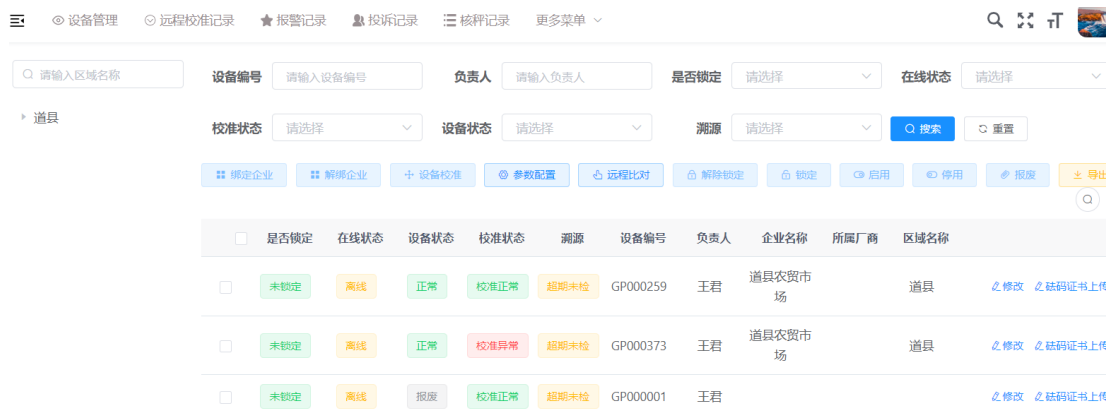 设备管理 远程校准记录 报警记录 投诉记录 核秤记录 更多菜单
请输入区域名称
道县
设备编号 请输入设备编号 负责人 请输入负责人 是否锁定 请选择 在线状态 请选择
校准状态 请选择 设备状态 请选择 溯源 请选择 搜索 重置
绑定企业 解绑企业 设备校准 参数配置 远程比对 解除锁定 锁定 启用 停用 报废 导出
是否锁定 在线状态 设备状态 校准状态 溯源 设备编号 负责人 企业名称 所属厂商 区域名称
未锁定 离线 正常 校准正常 超期未检 GP000259 王君 道县农贸市场 道县 修改 砝码证书上传
未锁定 离线 正常 校准异常 超期未检 GP000373 王君 道县农贸市场 道县 修改 砝码证书上传
未锁定 离线 报废 校准正常 超期未检 GP000001 王君 修改 砝码证书上传